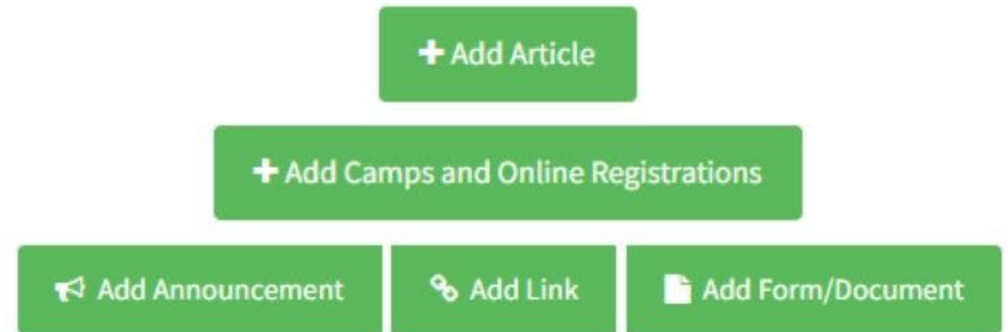 Add Article
Add Camps and Online Registrations
Add Announcement
Add Link
Add Form/Document